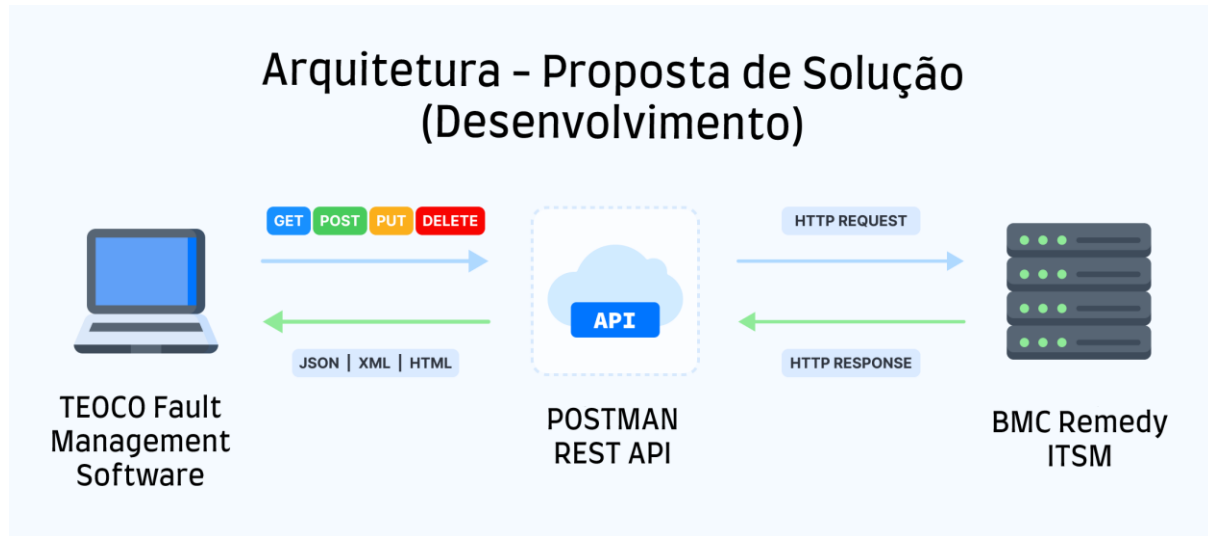 Arquitetura - Proposta de Solução
(Desenvolvimento)
GET POST PUT DELETE
HTTP REQUEST
API
JSON | XML | HTML
HTTP RESPONSE
TEOCO Fault
Management
Software
POSTMAN
REST API
BMC Remedy
ITSM